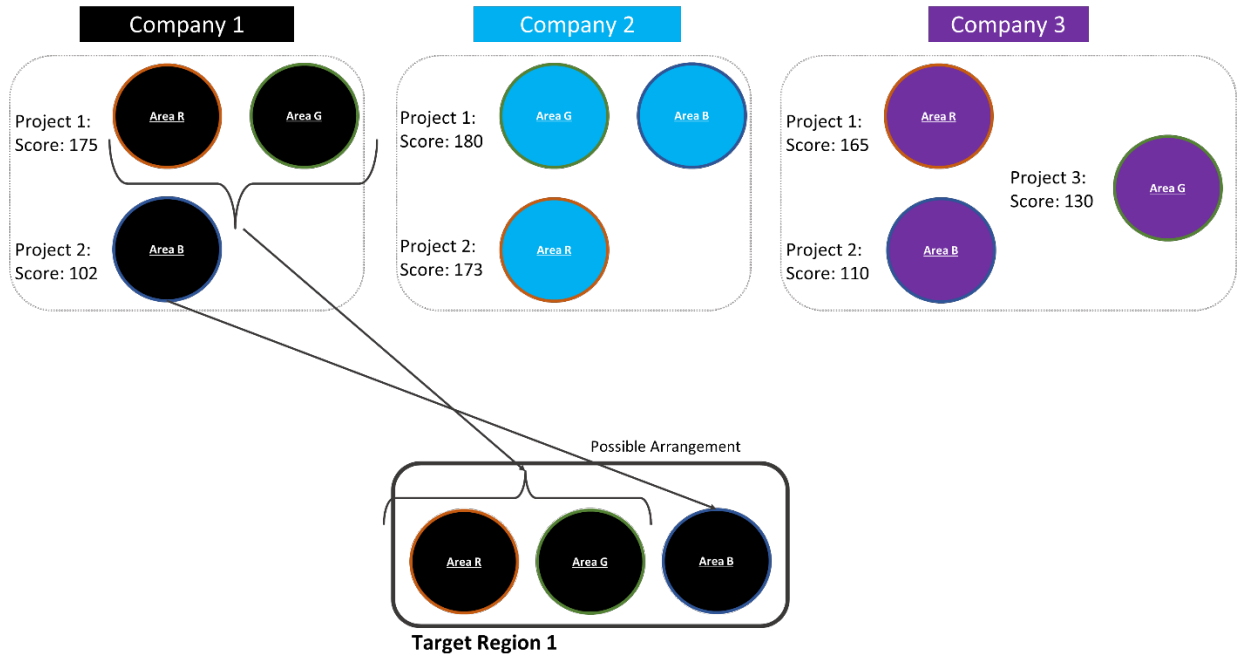 Company 1
Company 2
Company 3
Project 1:
Score: 175
Area R
Area G
Project 2:
Score: 102
Area B
Project 1:
Score: 180
Area G
Area B
Project 2:
Score: 173
Area R
Project 1:
Score: 165
Area R
Project 2:
Score: 110
Area B
Project 3:
Score: 130
Area G
Possible Arrangement
Area R
Area G
Area B
Target Region 1